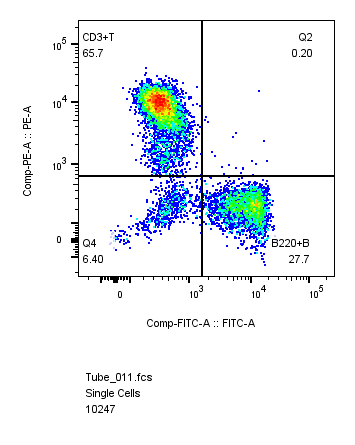 CD3+T
65.7
Q2
0.20
10^5
10^4
10^3
0
Comp-PE-A :: PE-A
Q4
6.40
B220+B
27.7
0 10^3 10^4 10^5
Comp-FITC-A :: FITC-A
Tube_011.fcs
Single Cells
10247